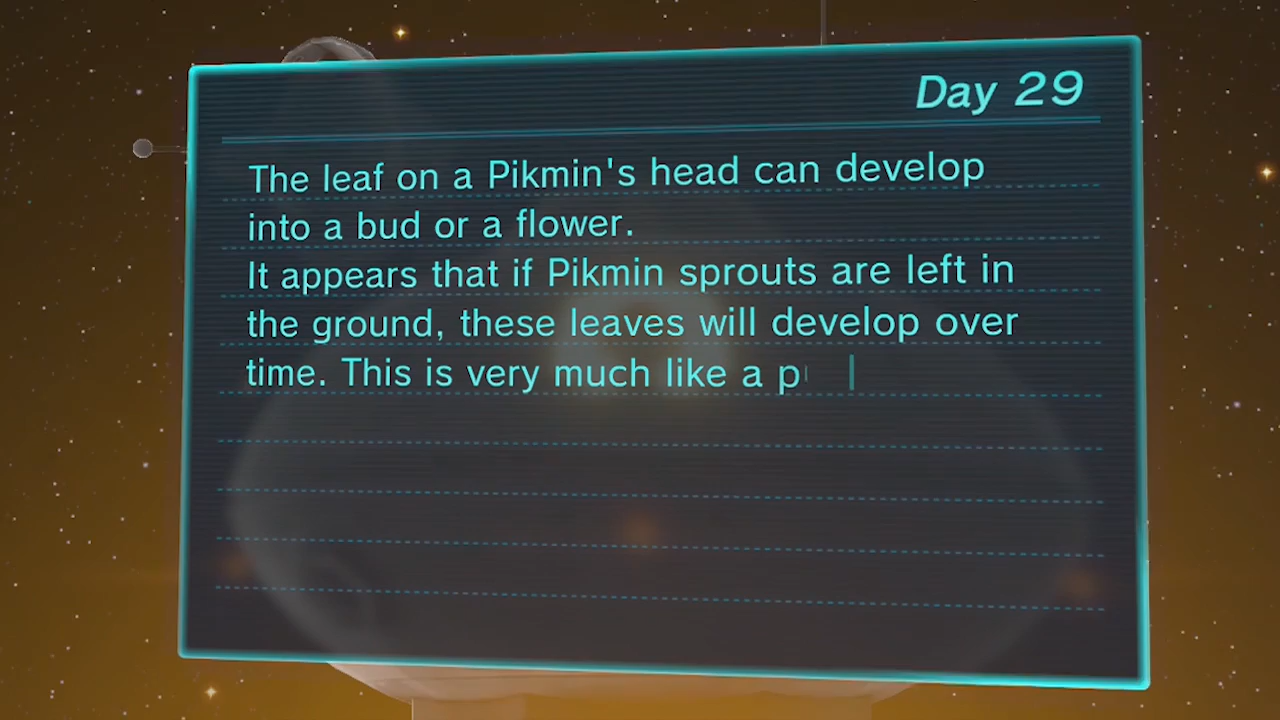 Day 29
The leaf on a Pikmin's head can develop
into a bud or a flower.
It appears that if Pikmin sprouts are left in
the ground, these leaves will develop over
time. This is very much like a p